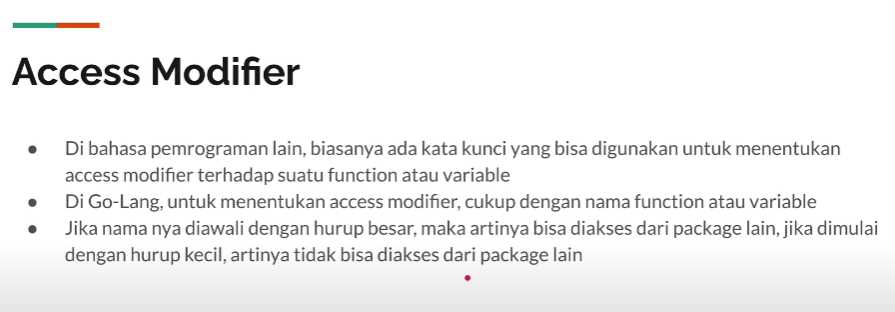 Access Modifier
● Di bahasa pemrograman lain, biasanya ada kata kunci yang bisa digunakan untuk menentukan
access modifier terhadap suatu function atau variable
● Di Go-Lang, untuk menentukan access modifier, cukup dengan nama function atau variable
● Jika nama nya diawali dengan hurup besar, maka artinya bisa diakses dari package lain, jika dimulai
dengan hurup kecil, artinya tidak bisa diakses dari package lain